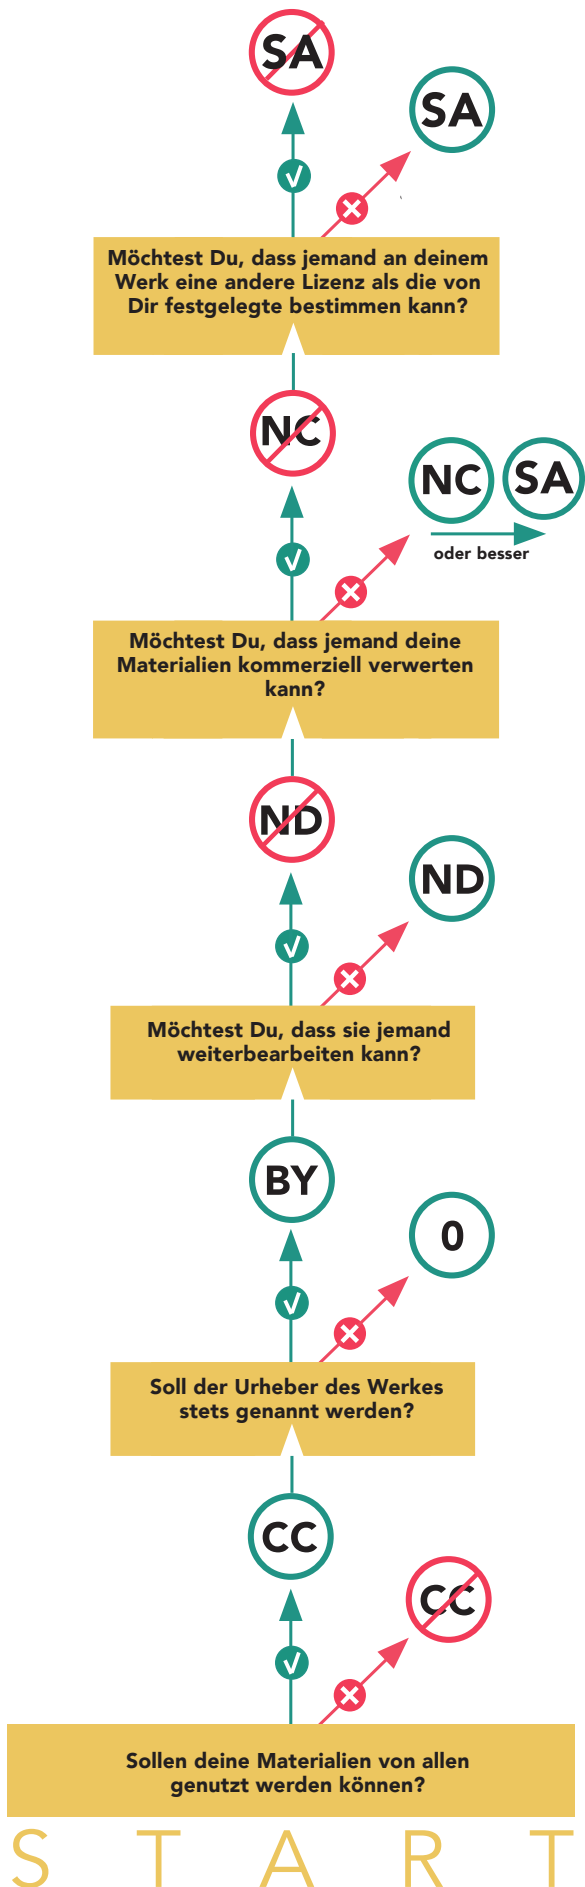 SA
SA
Möchtest Du, dass jemand an deinem
Werk eine andere Lizenz als die von
Dir festgelegte bestimmen kann?
NC
NC SA
oder besser
Möchtest Du, dass jemand deine
Materialien kommerziell verwerten
kann?
ND
ND
Möchtest Du, dass sie jemand
weiterbearbeiten kann?
BY
0
Soll der Urheber des Werkes
stets genannt werden?
CC
CC
Sollen deine Materialien von allen
genutzt werden können?
START